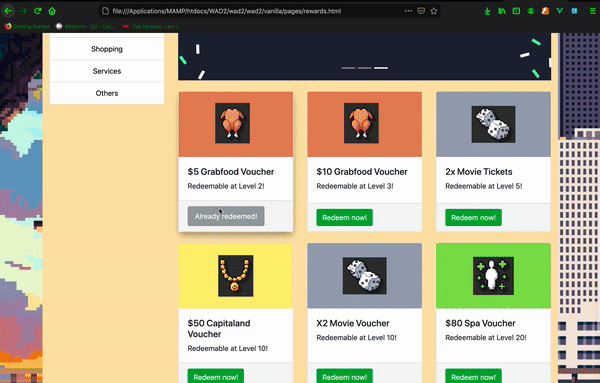 file:///Applications/MAMP/htdocs/WAD2/wad2/wad2/vanilla/pages/rewards.html
Getting Started
Shopping
Services
Others
$5 Grabfood Voucher
Redeemable at Level 2!
Already redeemed!
$10 Grabfood Voucher
Redeemable at Level 3!
Redeem now!
2x Movie Tickets
Redeemable at Level 5!
Redeem now!
$50 Capitaland
Voucher
Redeemable at Level 10!
Redeem now!
X2 Movie Voucher
Redeemable at Level 10!
Redeem now!
$80 Spa Voucher
Redeemable at Level 20!
Redeem now!